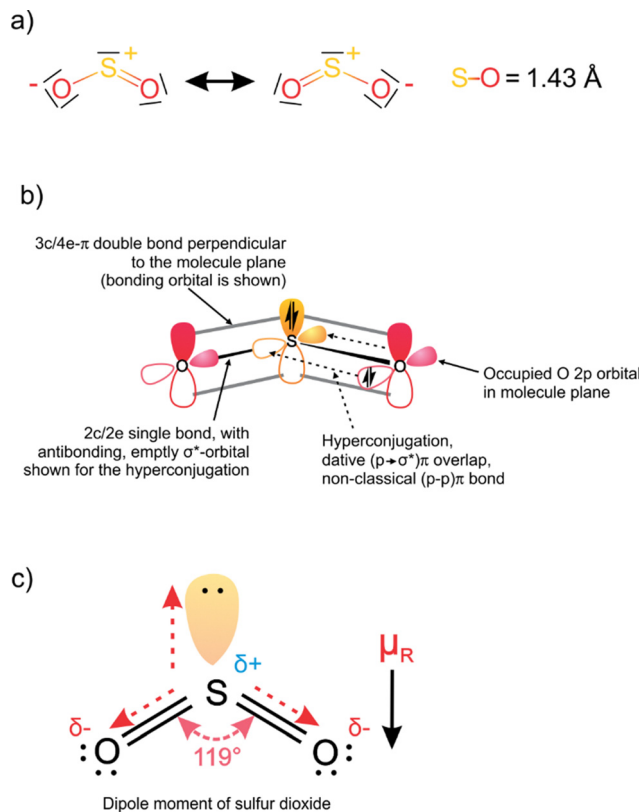 a)
S+ S+
-O O O O- S-O = 1.43 Å
b)
3c/4e-π double bond perpendicular
to the molecule plane
(bonding orbital is shown)
S
O O
Occupied O 2p orbital
in molecule plane
2c/2e single bond, with
antibonding, emptly σ*-orbital
shown for the hyperconjugation
Hyperconjugation,
dative (p→σ*)π overlap,
non-classical (p-p)π bond
c)
δ+
S
μR
δ- δ-
O O
119°
Dipole moment of sulfur dioxide